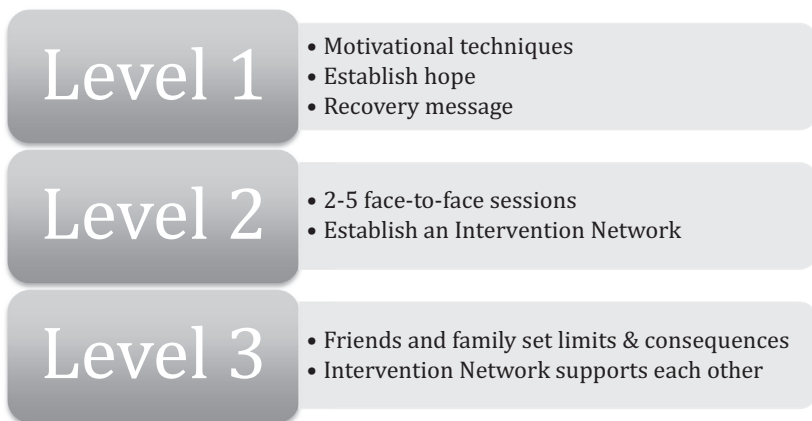 Level 1
• Motivational techniques
• Establish hope
• Recovery message
Level 2
• 2-5 face-to-face sessions
• Establish an Intervention Network
Level 3
• Friends and family set limits & consequences
• Intervention Network supports each other